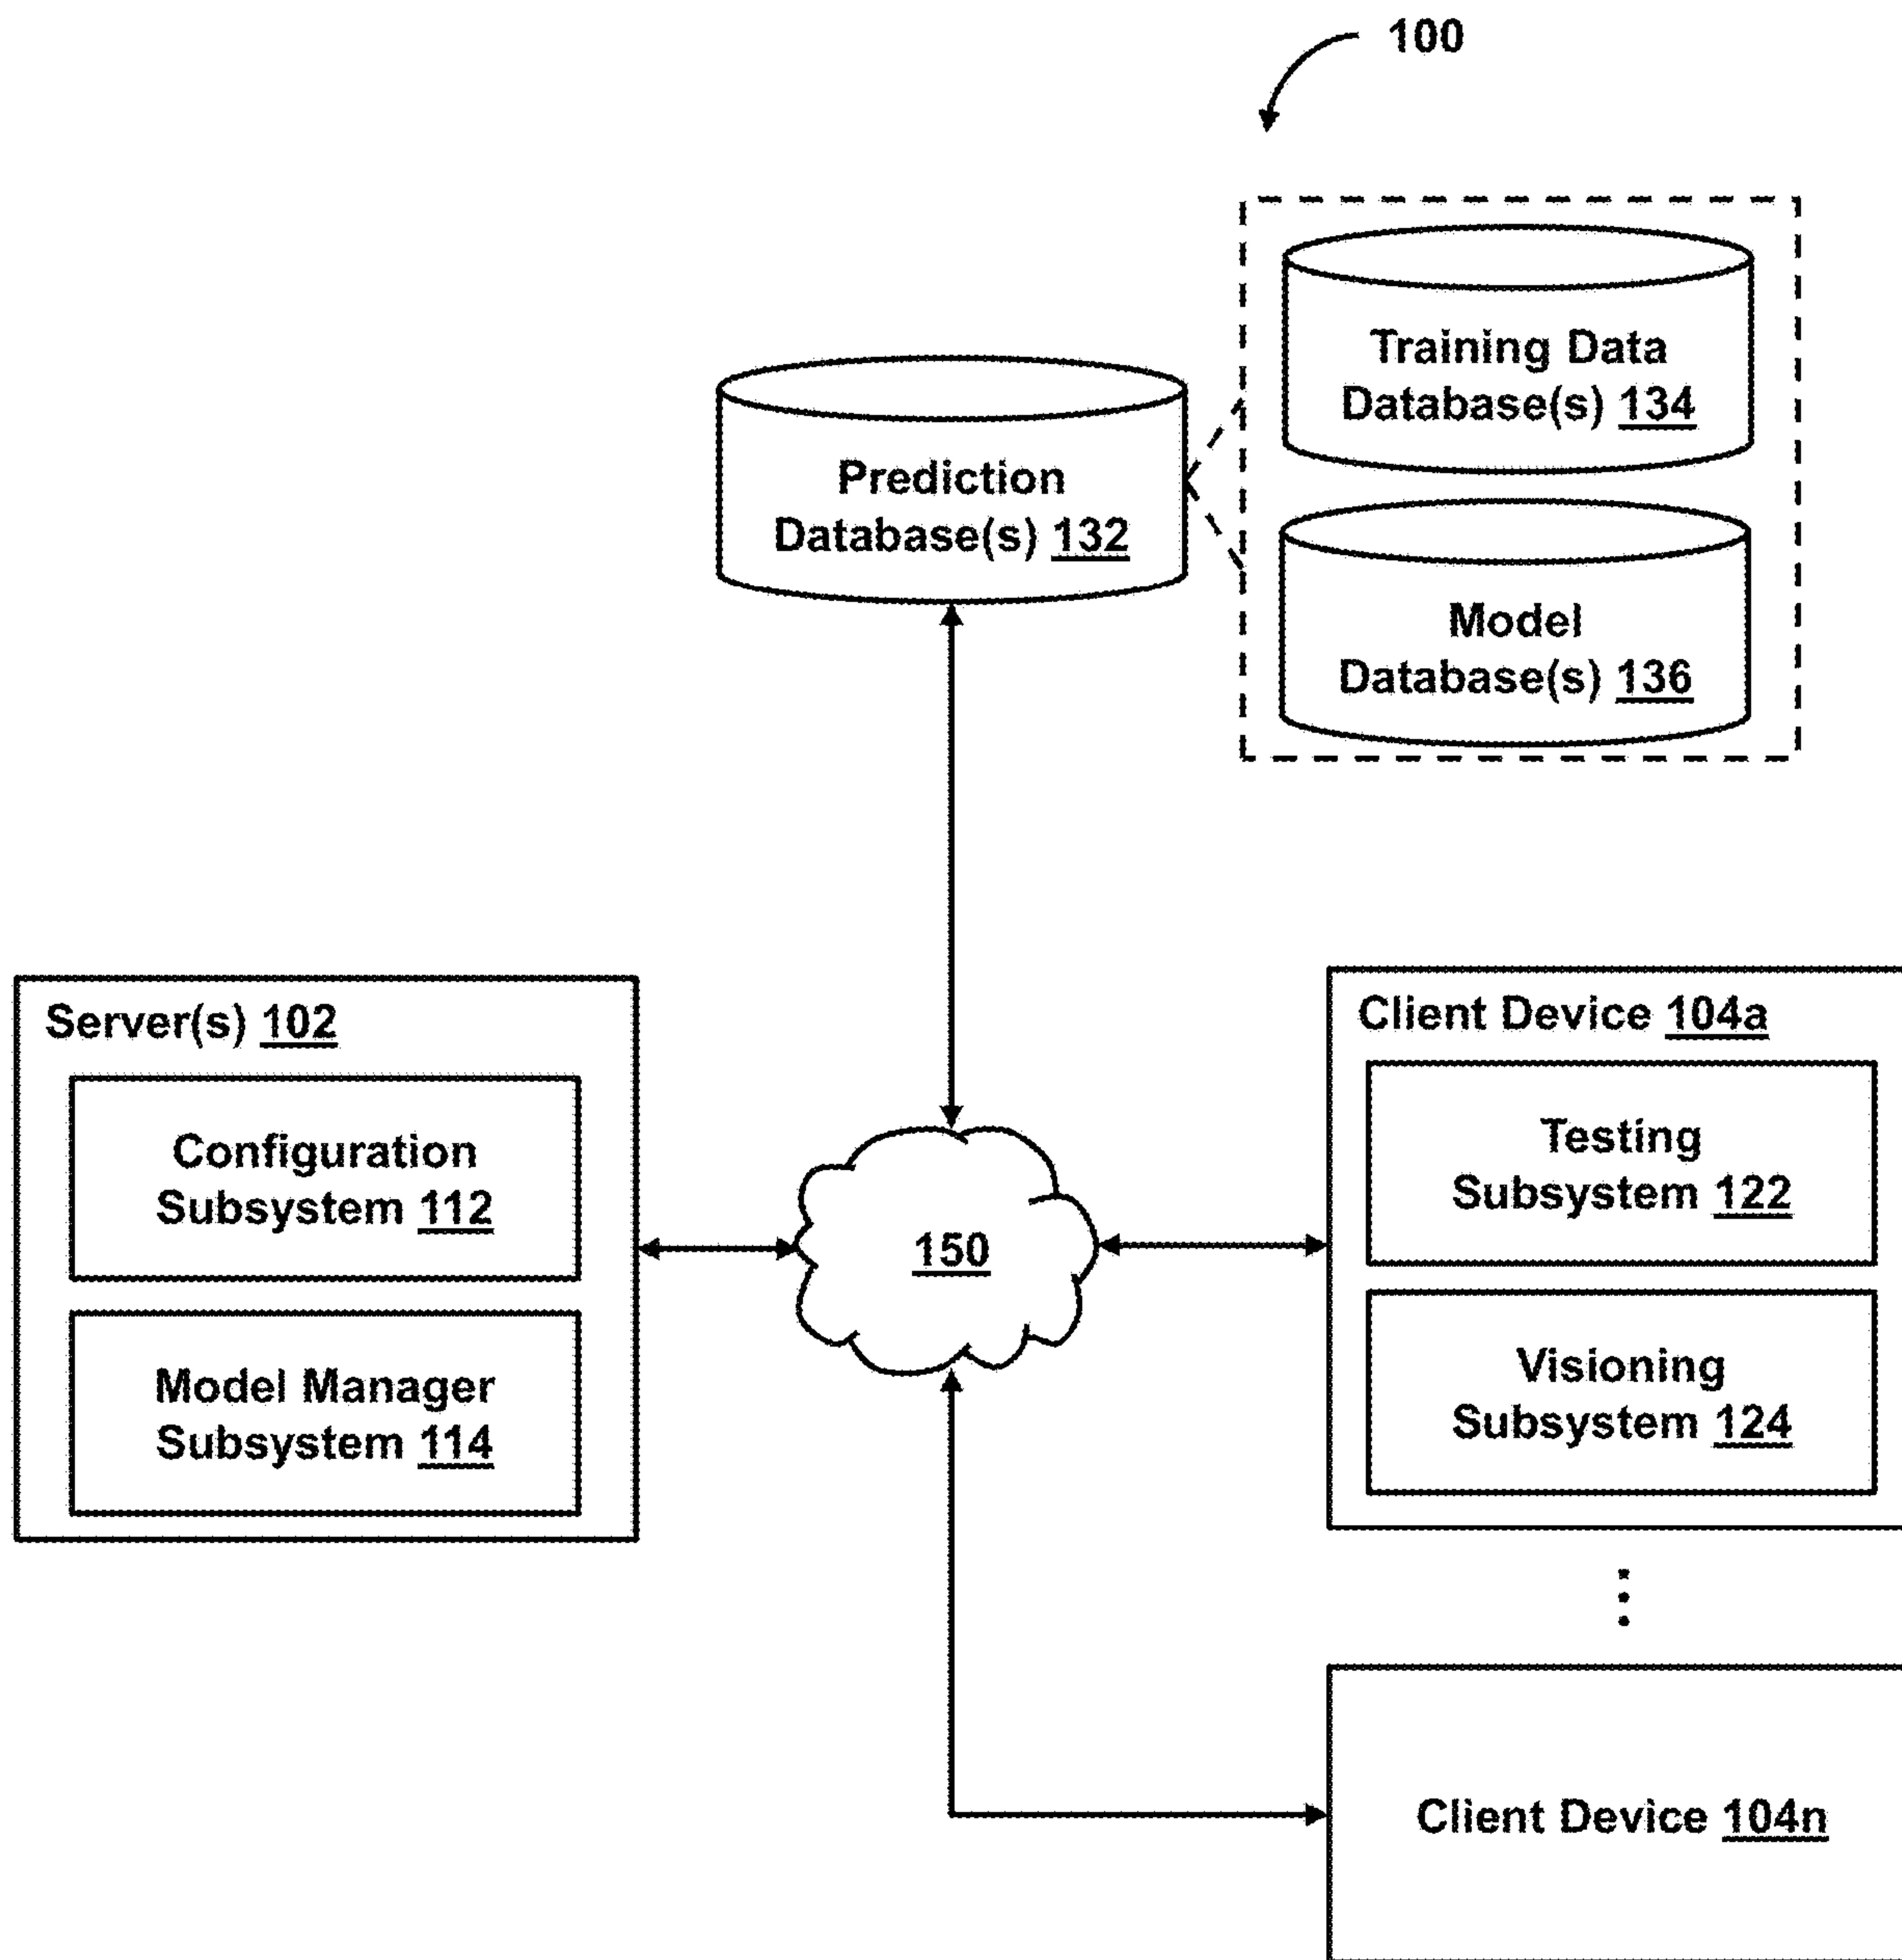 100
Training Data
Database(s) 134
Prediction
Database(s) 132
Model
Database(s) 136
Server(s) 102
Configuration
Subsystem 112
Model Manager
Subsystem 114
150
Client Device 104a
Testing
Subsystem 122
Visioning
Subsystem 124
Client Device 104n